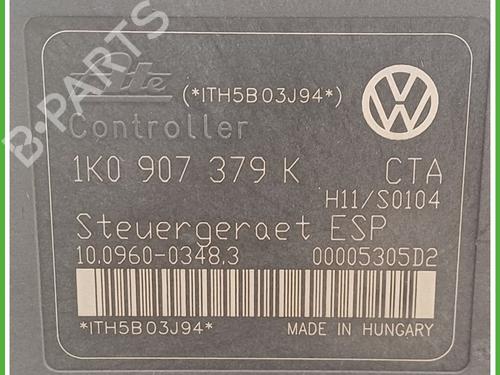 Ate (*ITH5B03J94*)
Controller
1K0 907 379 K CTA
H11/S0104
Steuergeraet ESP
10.0960-0348.3 00005305D2
*ITH5B03J94* MADE IN HUNGARY
B-PARTS